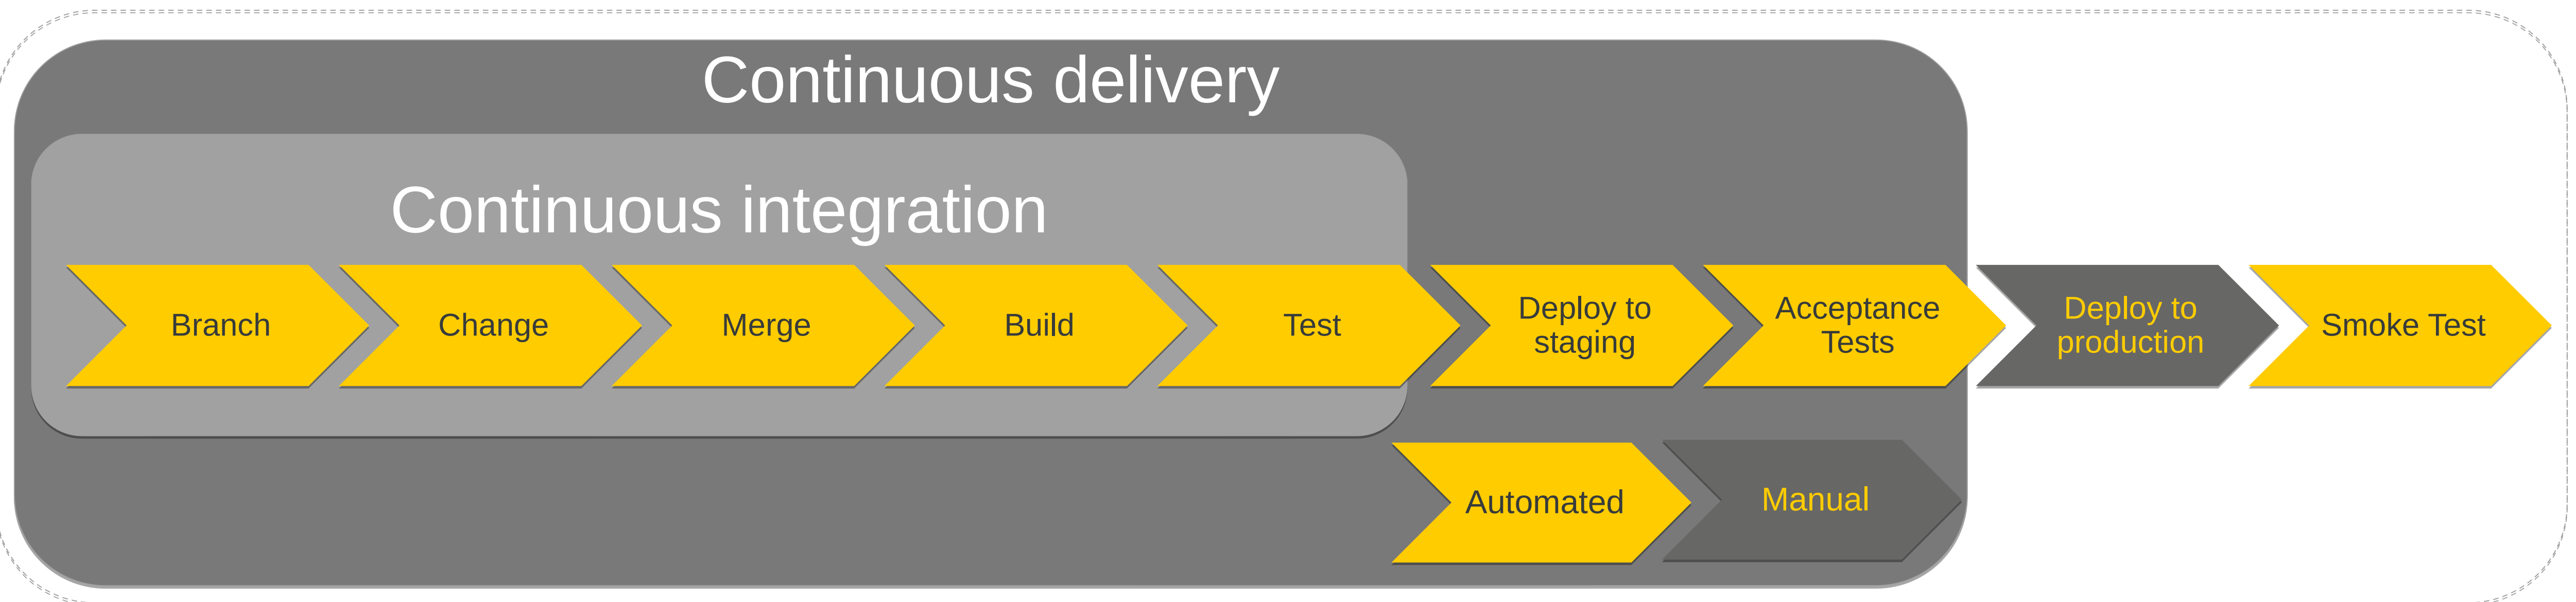 Continuous delivery
Continuous integration
Branch
Change
Merge
Build
Test
Deploy to
staging
Acceptance
Tests
Deploy to
production
Smoke Test
Automated
Manual